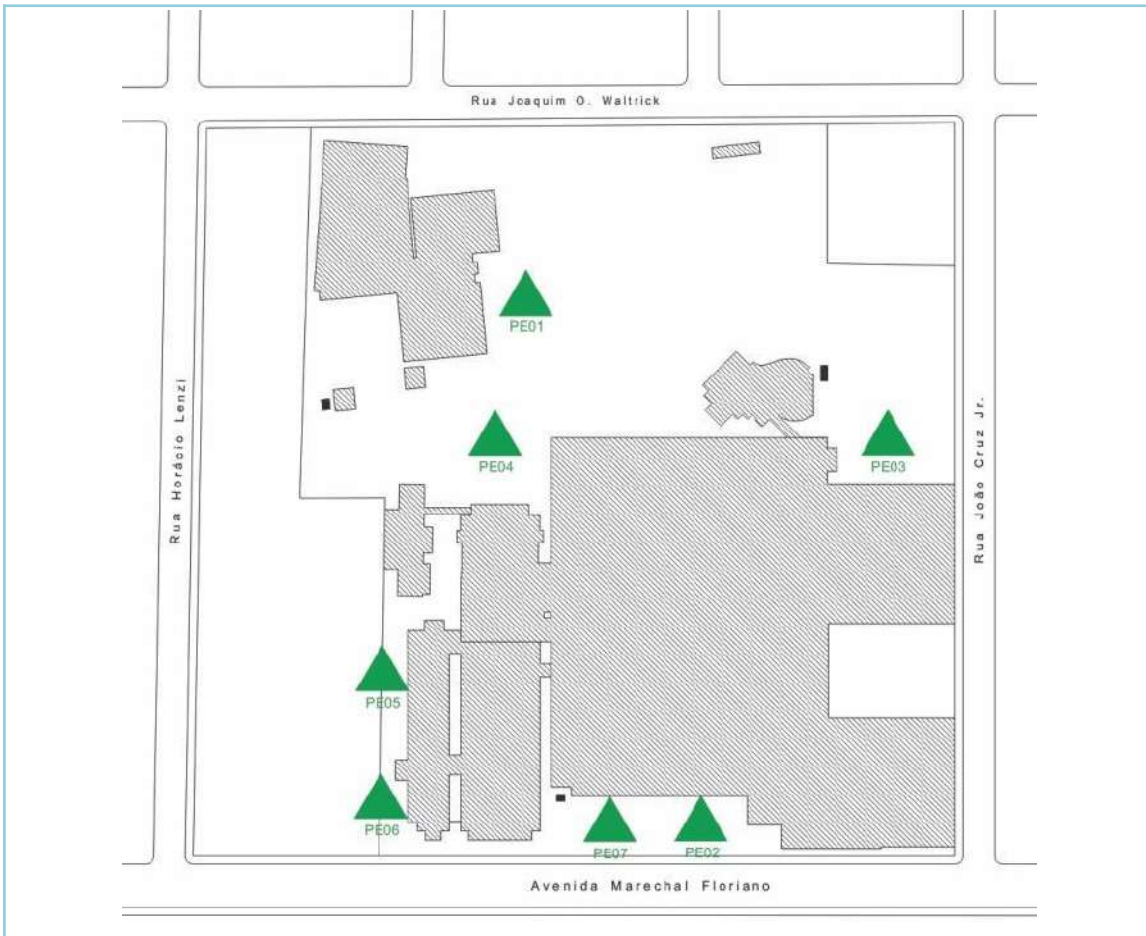 Rua Joaquim O. Waltrick
PE01
Rua Horácio Lenzi
Rua João Cruz Jr.
PE04
PE03
PE05
PE06
PE07
PE02
Avenida Marechal Floriano